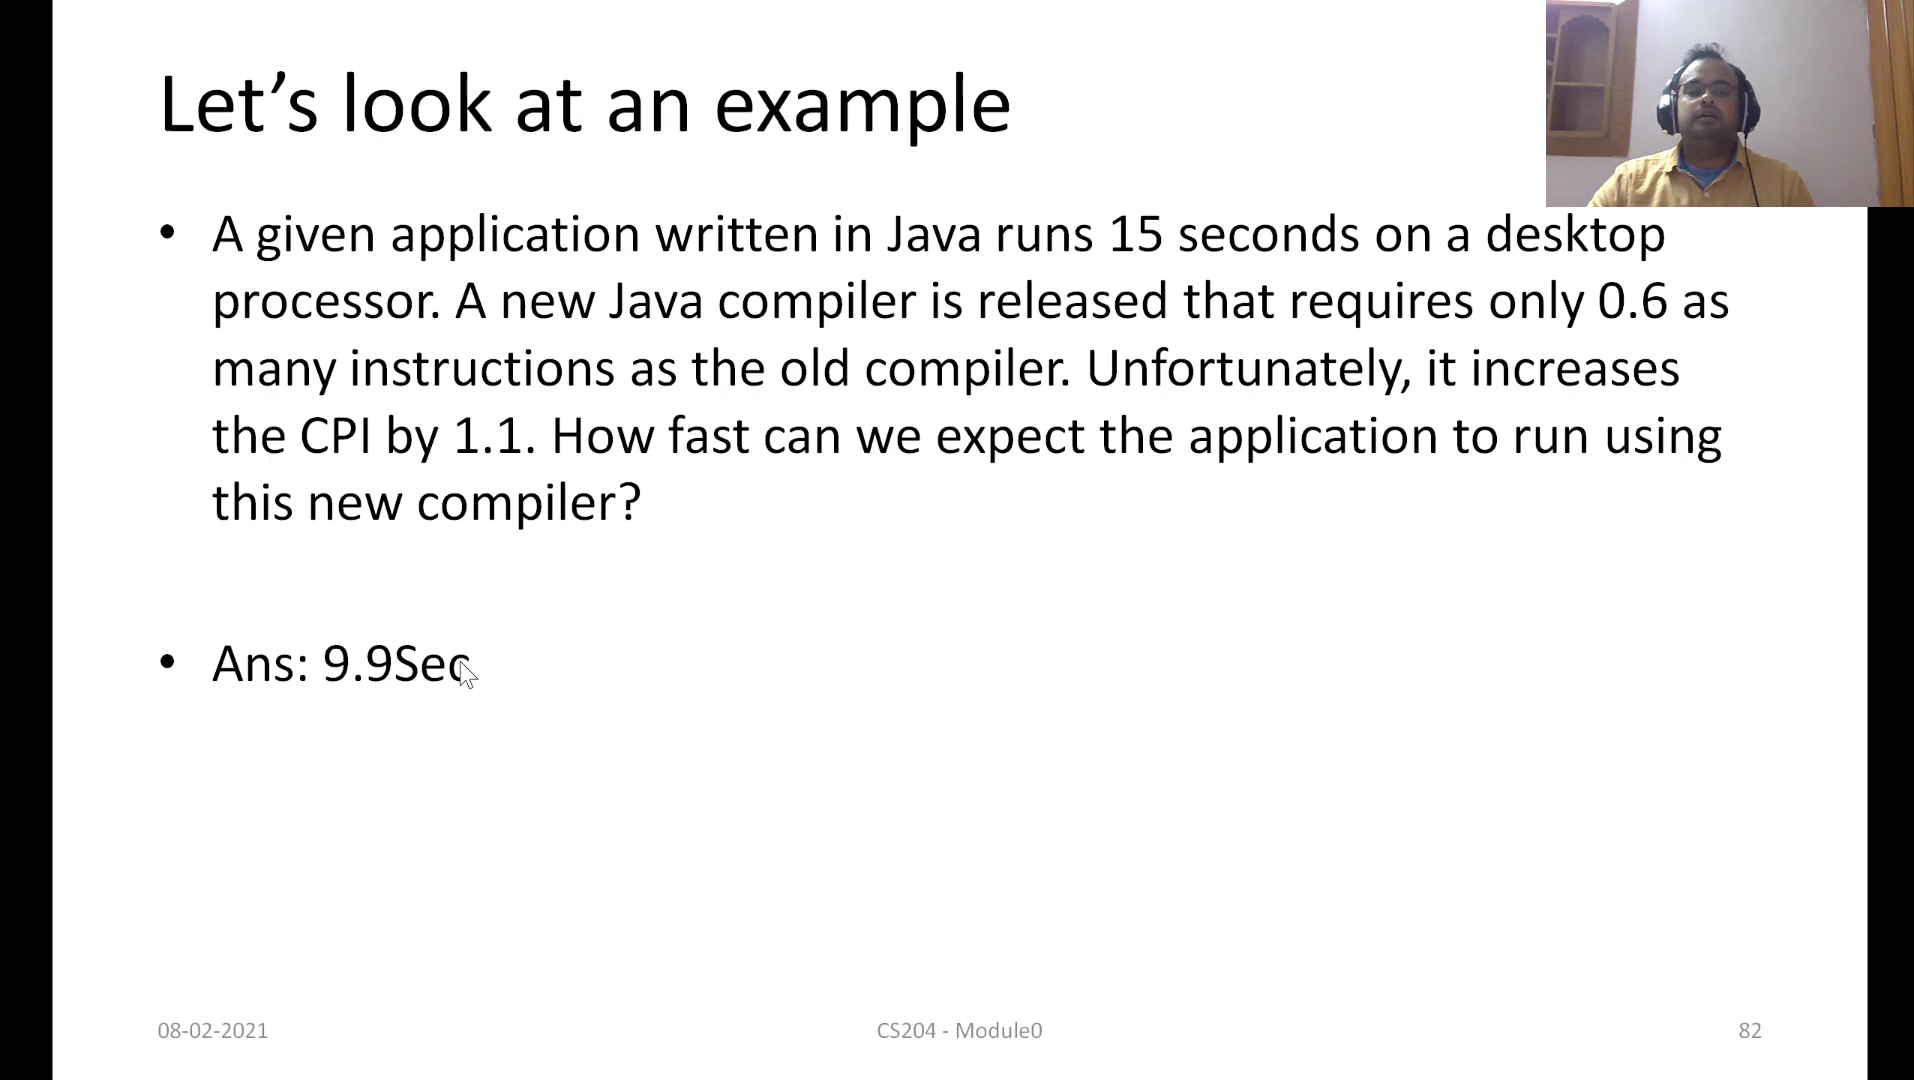 Let’s look at an example
• A given application written in Java runs 15 seconds on a desktop
processor. A new Java compiler is released that requires only 0.6 as
many instructions as the old compiler. Unfortunately, it increases
the CPI by 1.1. How fast can we expect the application to run using
this new compiler?
• Ans: 9.9Sec
08-02-2021
CS204 - Module0
82